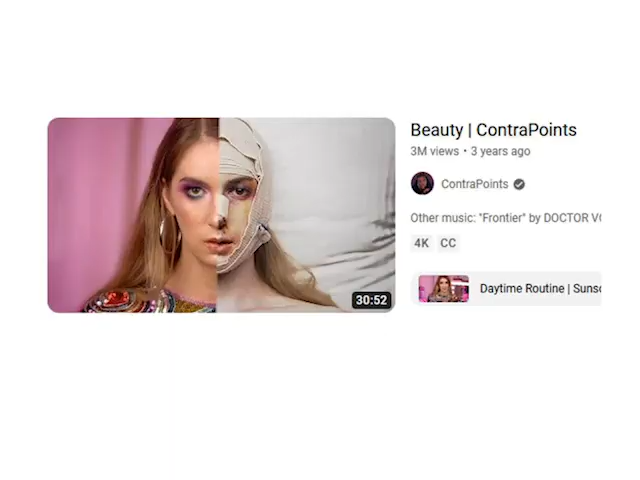 30:52
Beauty | ContraPoints
3M views • 3 years ago
ContraPoints
Other music: "Frontier" by DOCTOR
4K CC
Daytime Routine |